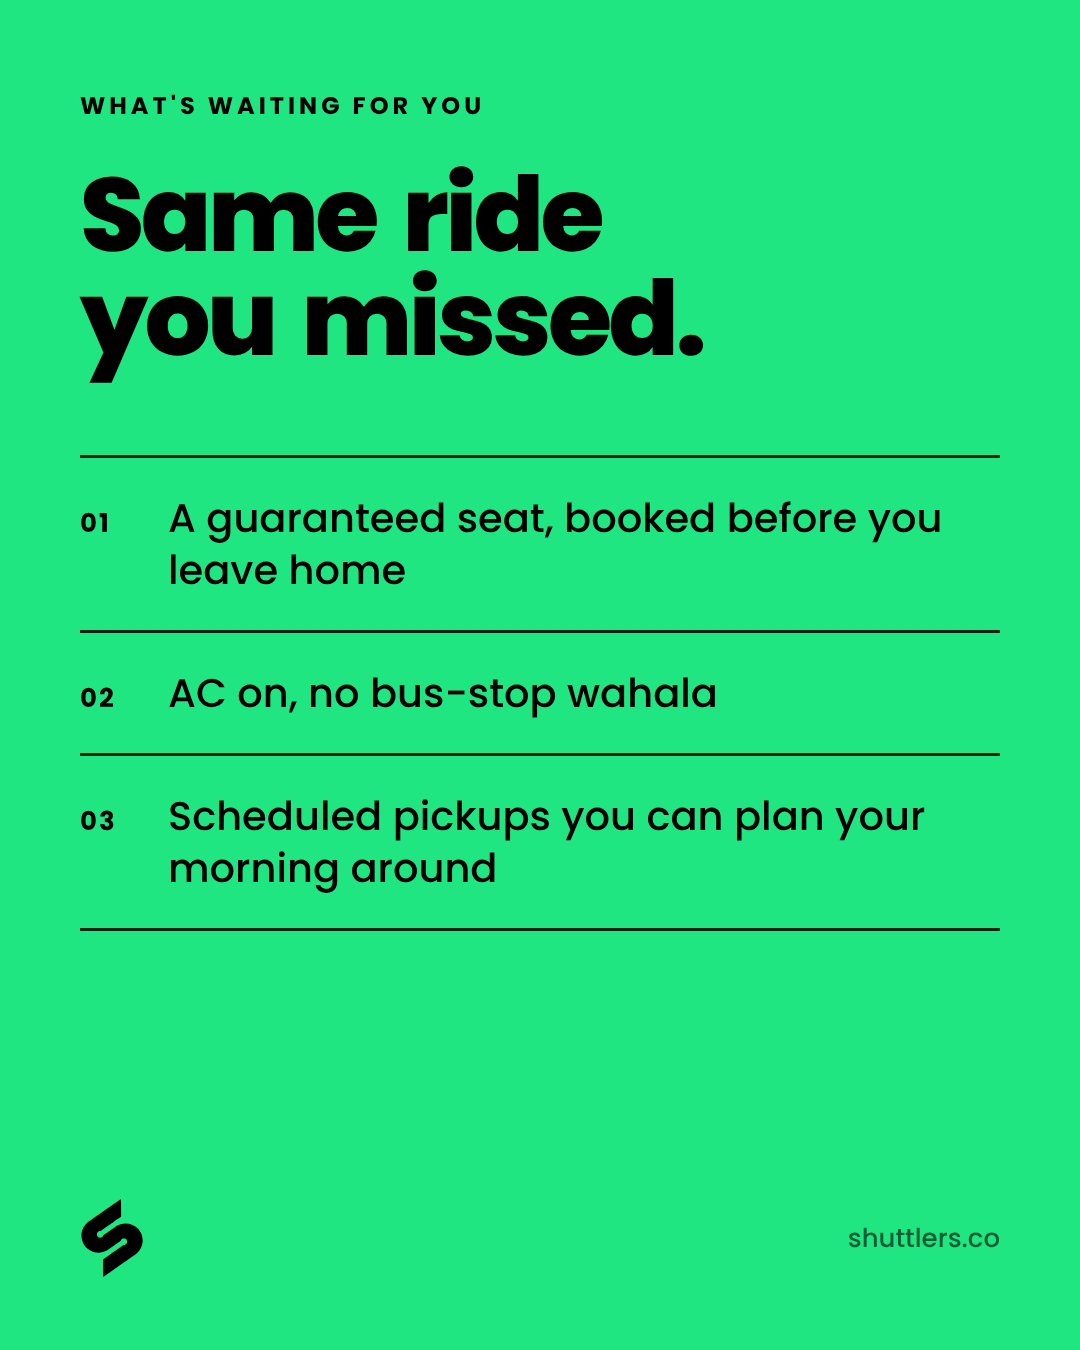 WHAT'S WAITING FOR YOU
Same ride
you missed.
01 A guaranteed seat, booked before you
leave home
02 AC on, no bus-stop wahala
03 Scheduled pickups you can plan your
morning around
shuttlers.co